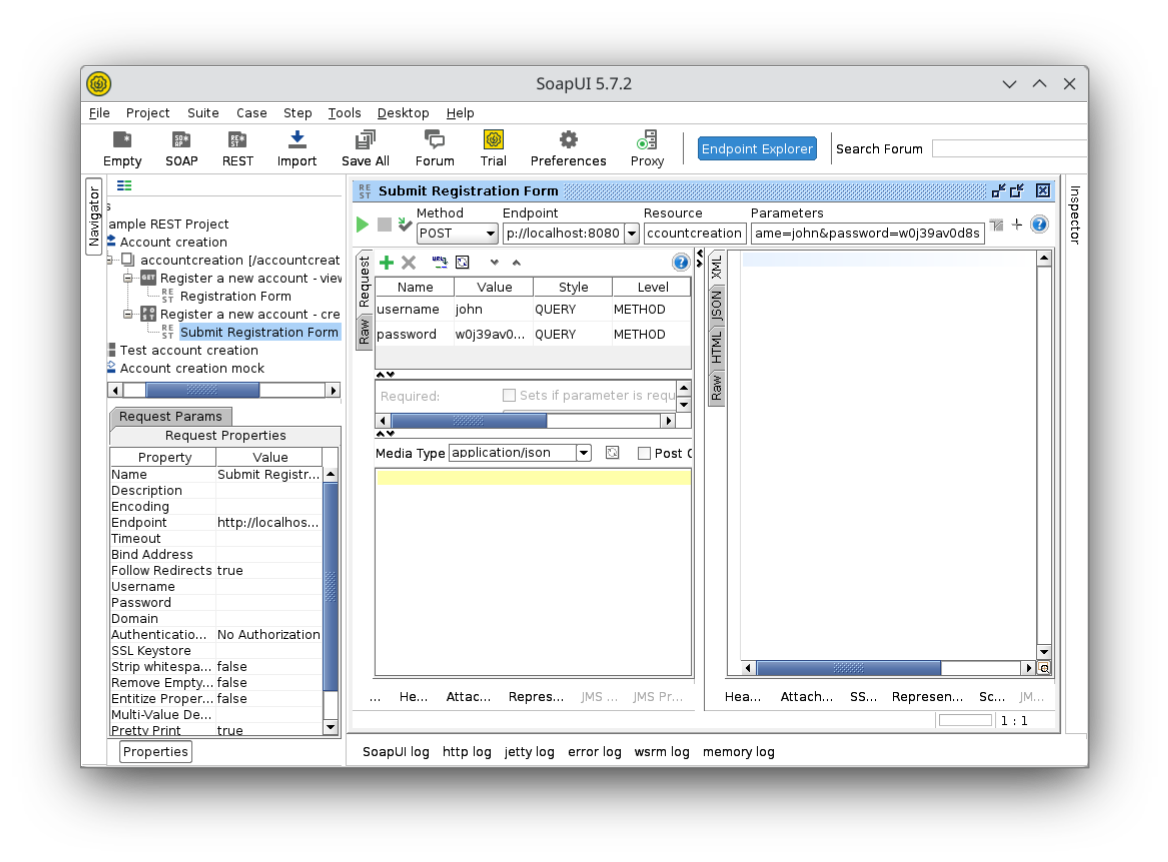 SoapUI 5.7.2
File Project Suite Case Step Tools Desktop Help
Empty SOAP REST Import Save All Forum Trial Preferences Proxy Endpoint Explorer Search Forum
Navigator
s
ample REST Project
Account creation
accountcreation [/accountcreat
Register a new account - view
Registration Form
Register a new account - cre
Submit Registration Form
Test account creation
Account creation mock
Request Params
Request Properties
Property Value
Name Submit Registr...
Description
Encoding
Endpoint http://localhos...
Timeout
Bind Address
Follow Redirects true
Username
Password
Domain
Authenticatio... No Authorization
SSL Keystore
Strip whitespa... false
Remove Empty... false
Entitize Proper... false
Multi-Value De...
Pretty Print true
Properties
Submit Registration Form
Method Endpoint Resource Parameters
POST p://localhost:8080 ccountcreation ame=john&password=w0j39av0d8s
Request
Raw
Name Value Style Level
username john QUERY METHOD
password w0j39av0... QUERY METHOD
Required: Sets if parameter is requ
Media Type application/json Post
... He... Attac... Repres... JMS ... JMS Pr...
XML
JSON
HTML
Raw
Hea... Attach... SS... Represen... Sc... JM...
1 : 1
Inspector
SoapUI log http log jetty log error log wsrm log memory log